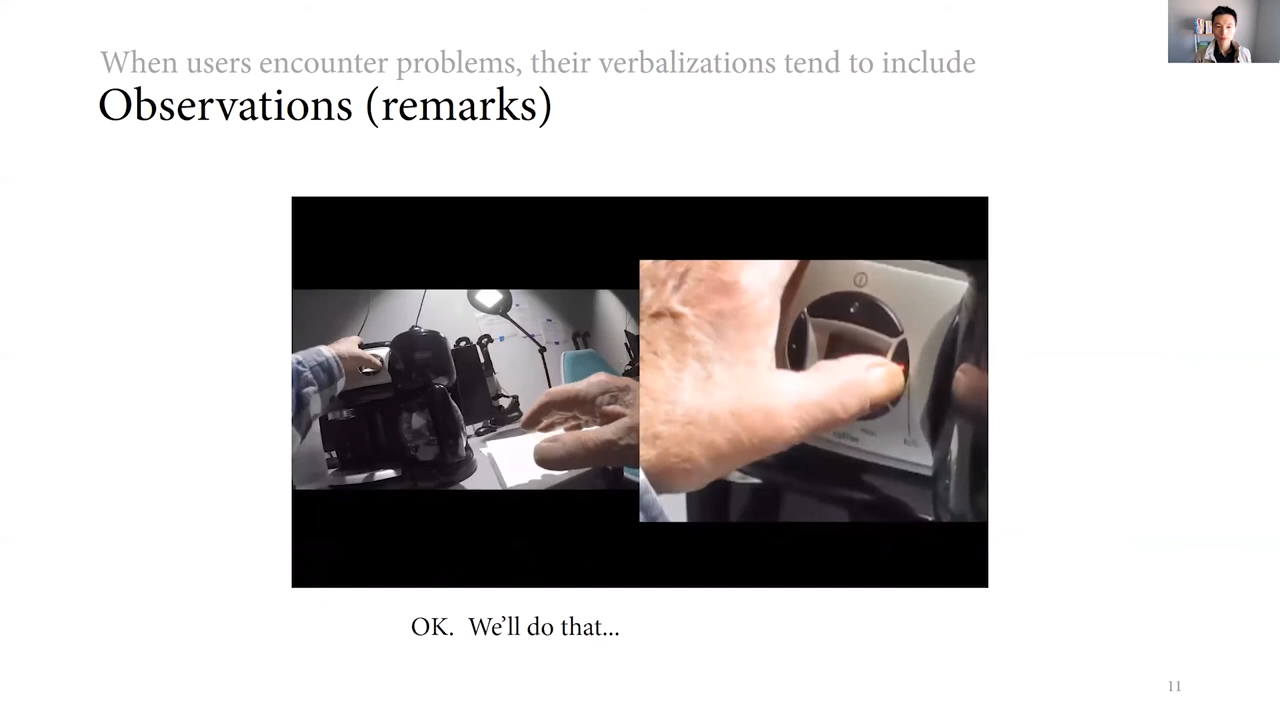 When users encounter problems, their verbalizations tend to include
Observations (remarks)
OK. We'll do that...
11